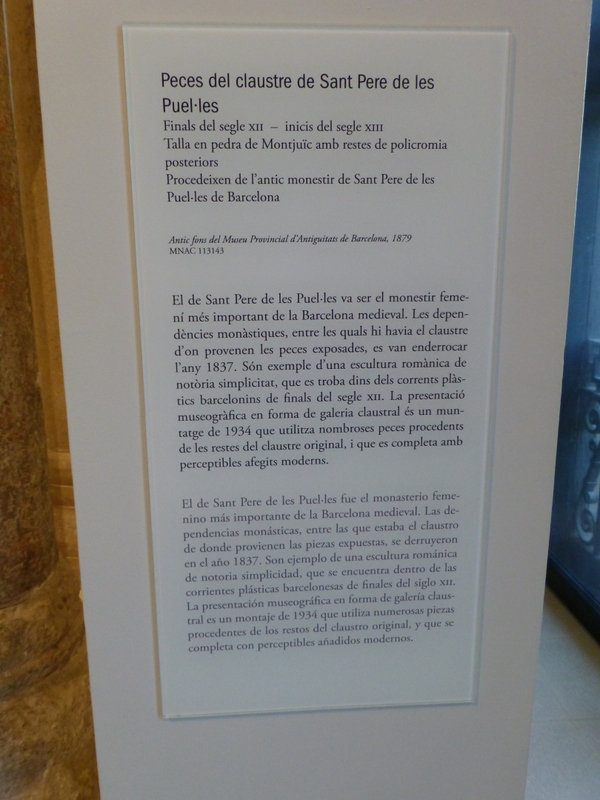 Peces del claustre de Sant Pere de les
Puel·les
Finals del segle XII – inicis del segle XIII
Talla en pedra de Montjuïc amb restes de policromia
posteriors
Procedeixen de l'antic monestir de Sant Pere de les
Puel·les de Barcelona
Antic fons del Museu Provincial d'Antiguitats de Barcelona, 1879
MNAC 113143
El de Sant Pere de les Puel·les va ser el monestir feme-
ní més important de la Barcelona medieval. Les depen-
dències monàstiques, entre les quals hi havia el claustre
d'on provenen les peces exposades, es van enderrocar
l'any 1837. Són exemple d'una escultura romànica de
notòria simplicitat, que es troba dins dels corrents plàs-
tics barcelonins de finals del segle XII. La presentació
museogràfica en forma de galeria claustral és un mun-
tatge de 1934 que utilitza nombroses peces procedents
de les restes del claustre original, i que es completa amb
perceptibles afegits moderns.
El de Sant Pere de les Puel·les fue el monasterio feme-
nino más importante de la Barcelona medieval. Las de-
pendencias monásticas, entre las que estaba el claustro
de donde provienen las piezas expuestas, se derruyeron
en el año 1837. Son ejemplo de una escultura románica
de notoria simplicidad, que se encuentra dentro de las
corrientes plásticas barcelonesas de finales del siglo XII.
La presentación museográfica en forma de galería claus-
tral es un montaje de 1934 que utiliza numerosas piezas
procedentes de los restos del claustro original, y que se
completa con perceptibles añadidos modernos.